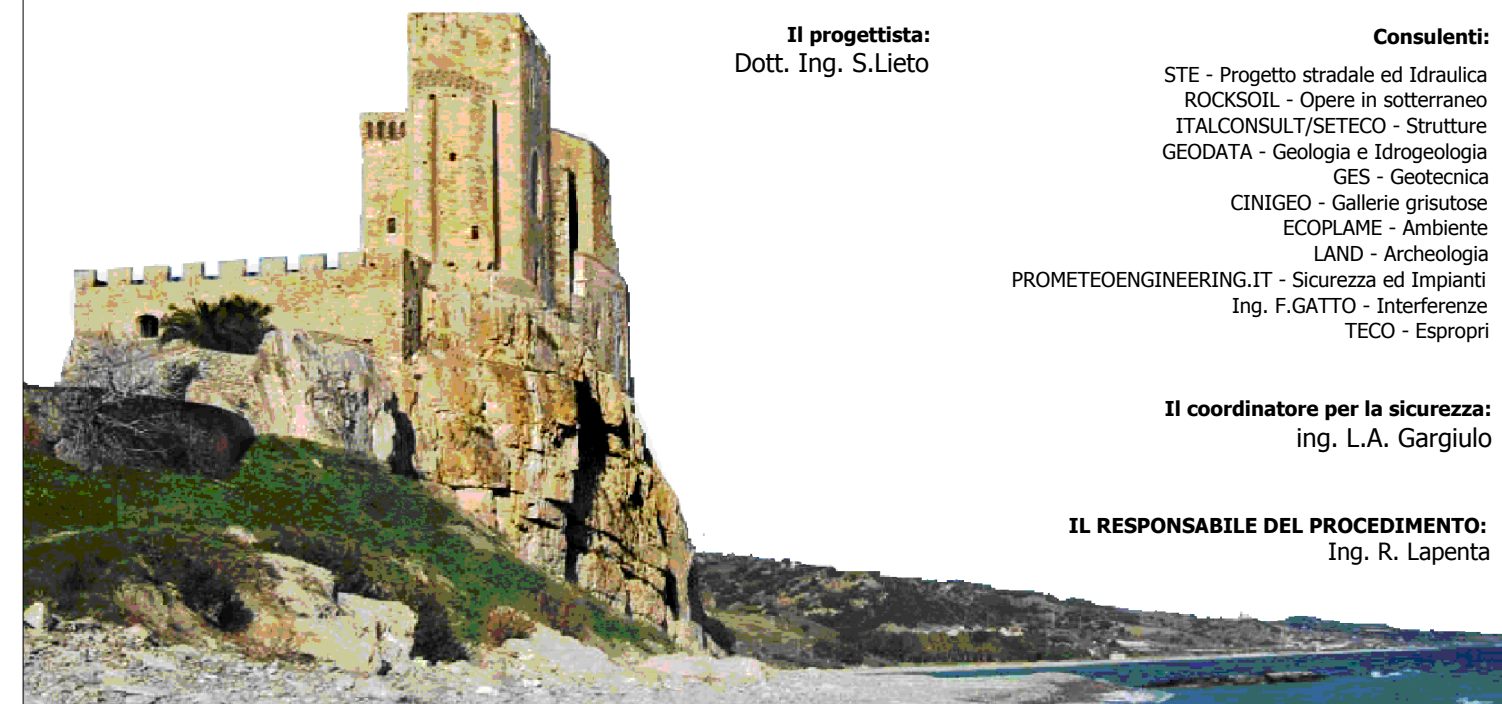 Il progettista:
Dott. Ing. S.Lieto
Consulenti:
STE - Progetto stradale ed Idraulica
ROCKSOIL - Opere in sotterraneo
ITALCONSULT/SETECO - Strutture
GEODATA - Geologia e Idrogeologia
GES - Geotecnica
CINIGEO - Gallerie grisutose
ECOPLAME - Ambiente
LAND - Archeologia
PROMETEOENGINEERING.IT - Sicurezza ed Impianti
Ing. F.GATTO - Interferenze
TECO - Espropri
Il coordinatore per la sicurezza:
ing. L.A. Gargiulo
IL RESPONSABILE DEL PROCEDIMENTO:
Ing. R. Lapenta